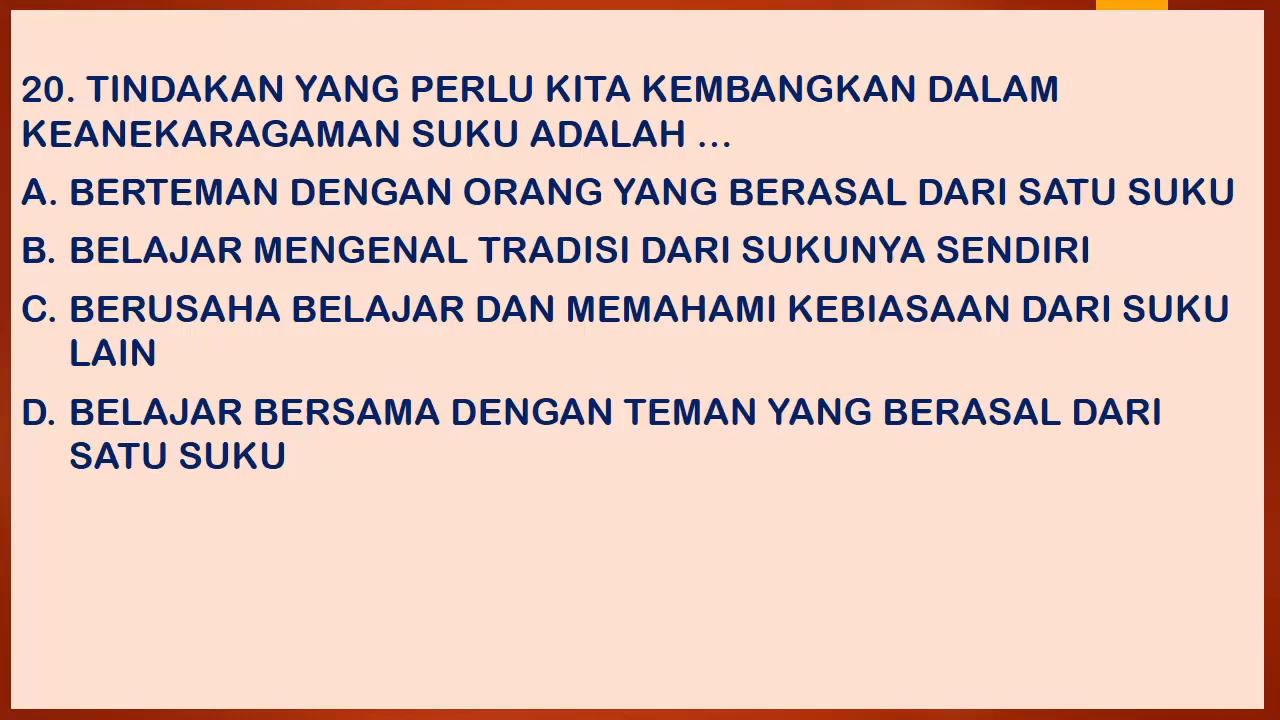 20. TINDAKAN YANG PERLU KITA KEMBANGKAN DALAM
KEANEKARAGAMAN SUKU ADALAH ...
A. BERTEMAN DENGAN ORANG YANG BERASAL DARI SATU SUKU
B. BELAJAR MENGENAL TRADISI DARI SUKUNYA SENDIRI
C. BERUSAHA BELAJAR DAN MEMAHAMI KEBIASAAN DARI SUKU
LAIN
D. BELAJAR BERSAMA DENGAN TEMAN YANG BERASAL DARI
SATU SUKU